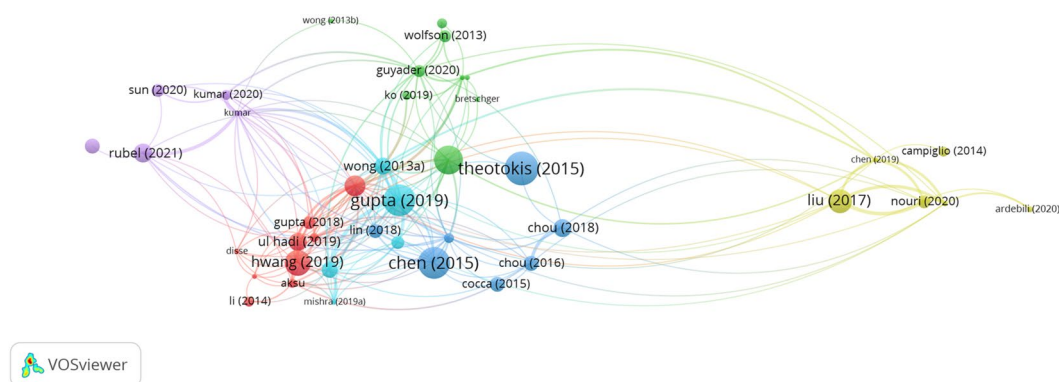 wong (2013b)
wolfson (2013)
guyader (2020)
sun (2020)
kumar (2020)
ko (2019)
bretschger
kumar
rubel (2021)
wong (2013a)
theotokis (2015)
chen (2019)
campiglio (2014)
gupta (2019)
liu (2017)
nouri (2020)
ardebili (2020)
gupta (2018)
lin (2018)
chou (2018)
ul hadi (2019)
disse
hwang (2019)
chen (2015)
chou (2016)
aksu
cocca (2015)
li (2014)
mishra (2019a)
VOSviewer